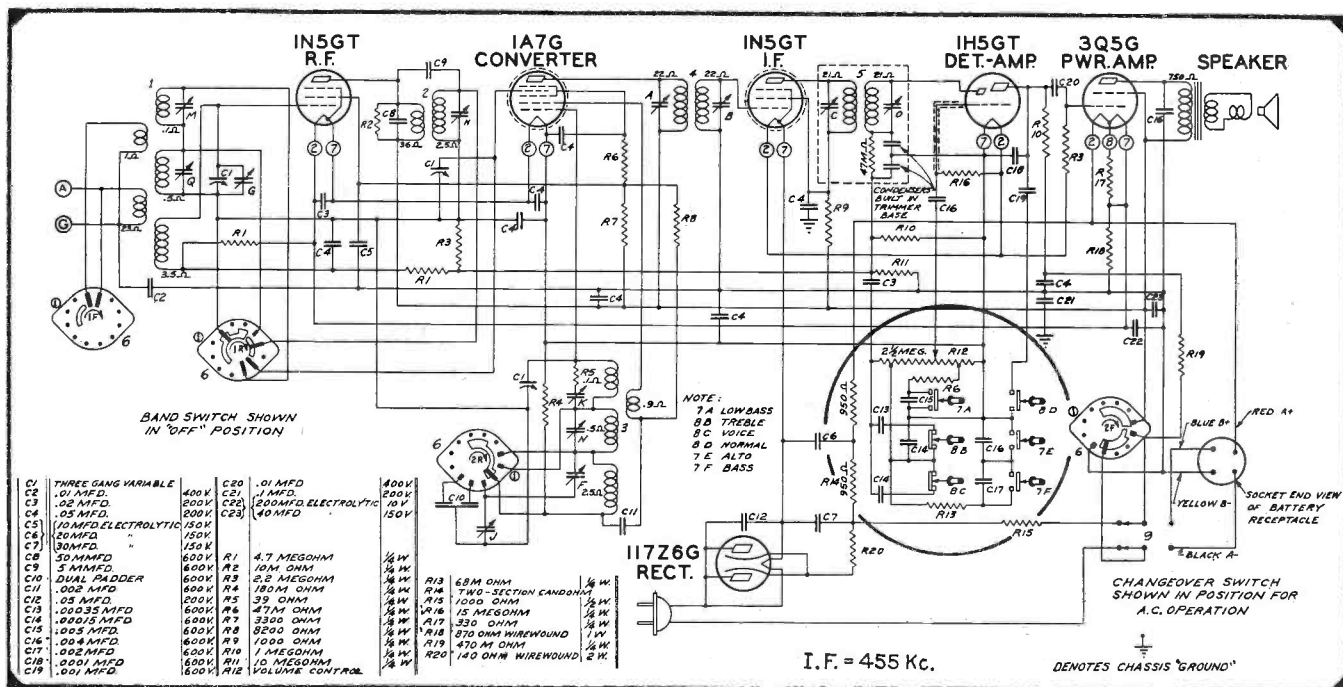 1N5GT
R.F.
1A7G
CONVERTER
1N5GT
I.F.
1H5GT
DET.-AMP.
3Q5G
PWR. AMP.
SPEAKER
CONDENSERS
BUILT IN
TRIMMER
BASE
BAND SWITCH SHOWN
IN "OFF" POSITION
NOTE:
7A LOW BASS
8B TREBLE
8C VOICE
8D NORMAL
7E ALTO
7F BASS
2½ MEG. R12
RED A+
BLUE B+
YELLOW B-
BLACK A-
SOCKET END VIEW
OF BATTERY
RECEPTACLE
CHANGEOVER SWITCH
SHOWN IN POSITION FOR
A.C. OPERATION
DENOTES CHASSIS "GROUND"
117Z6G
RECT.
I.F. = 455 Kc.
C1 THREE GANG VARIABLE
C2 .01 MFD. 400V.
C3 .02 MFD. 200V.
C4 .05 MFD. 200V.
C5 10 MFD. ELECTROLYTIC 150V.
C6 20 MFD. " 150V.
C7 30 MFD. " 150V.
C8 50 MMFD 600V.
C9 5 MMFD. 600V.
C10 DUAL PADDER 600V.
C11 .002 MFD 600V.
C12 .05 MFD. 200V.
C13 .00035 MFD 600V.
C14 .00015 MFD 600V.
C15 .005 MFD. 600V.
C16 .004 MFD. 600V.
C17 .002 MFD 600V.
C18 .0001 MFD 600V.
C19 .001 MFD 600V.
C20 .01 MFD 400V.
C21 .1 MFD. 200V.
C22 200 MFD. ELECTROLYTIC 10V
C23 40 MFD " 150V
R1 4.7 MEGOHM ¼ W.
R2 10 M OHM ¼ W.
R3 2.2 MEGOHM ¼ W.
R4 180 M OHM ¼ W.
R5 39 OHM ¼ W.
R6 47 M OHM ¼ W.
R7 3300 OHM ¼ W.
R8 8200 OHM ¼ W.
R9 1000 OHM ¼ W.
R10 1 MEGOHM ¼ W.
R11 10 MEGOHM ¼ W.
R12 VOLUME CONTROL
R13 68 M OHM ¼ W.
R14 TWO-SECTION CANDOHM
R15 1000 OHM ½ W.
R16 15 MEGOHM ¼ W.
R17 330 OHM ¼ W.
R18 870 OHM WIREWOUND 1 W
R19 470 M OHM ¼ W.
R20 140 OHM WIREWOUND 2 W.